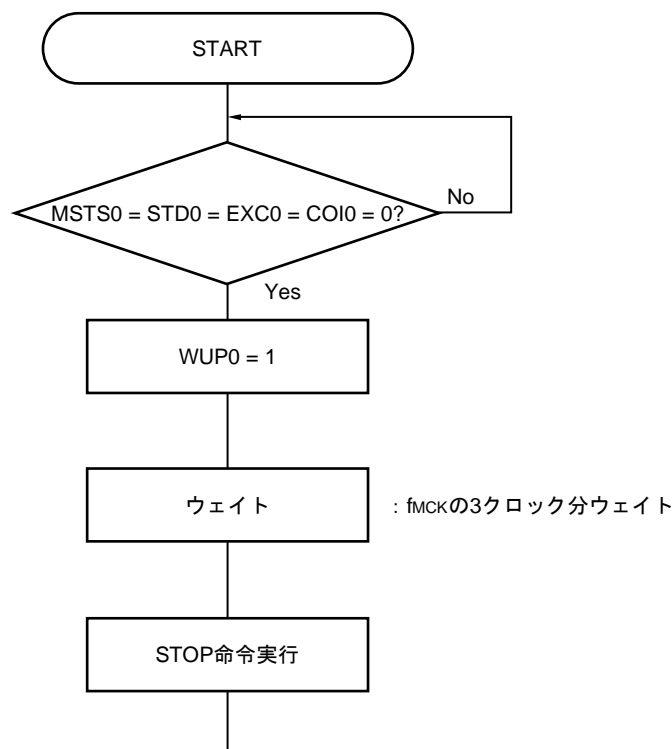 START
MSTS0 = STD0 = EXC0 = COI0 = 0?
No
Yes
WUP0 = 1
ウェイト
: fMCKの3クロック分ウェイト
STOP命令実行